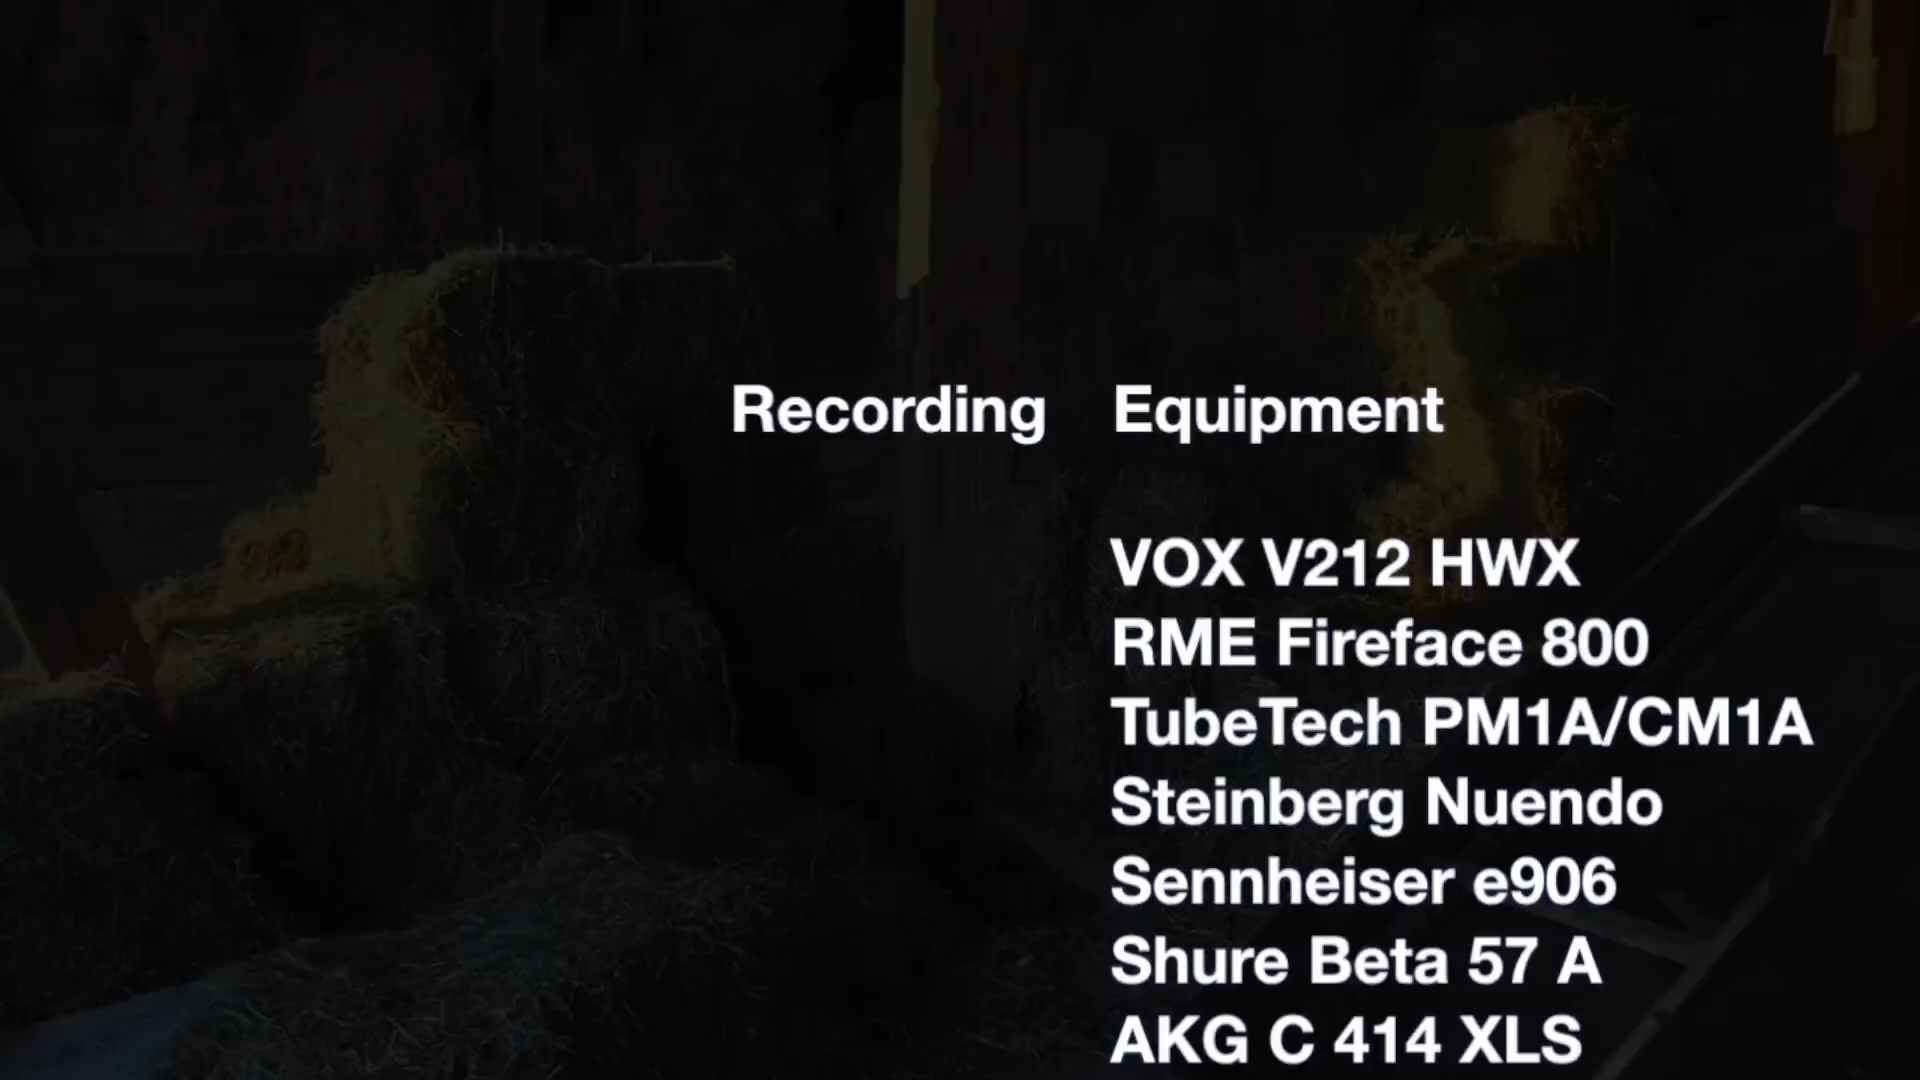 Recording Equipment
VOX V212 HWX
RME Fireface 800
TubeTech PM1A/CM1A
Steinberg Nuendo
Sennheiser e906
Shure Beta 57 A
AKG C 414 XLS